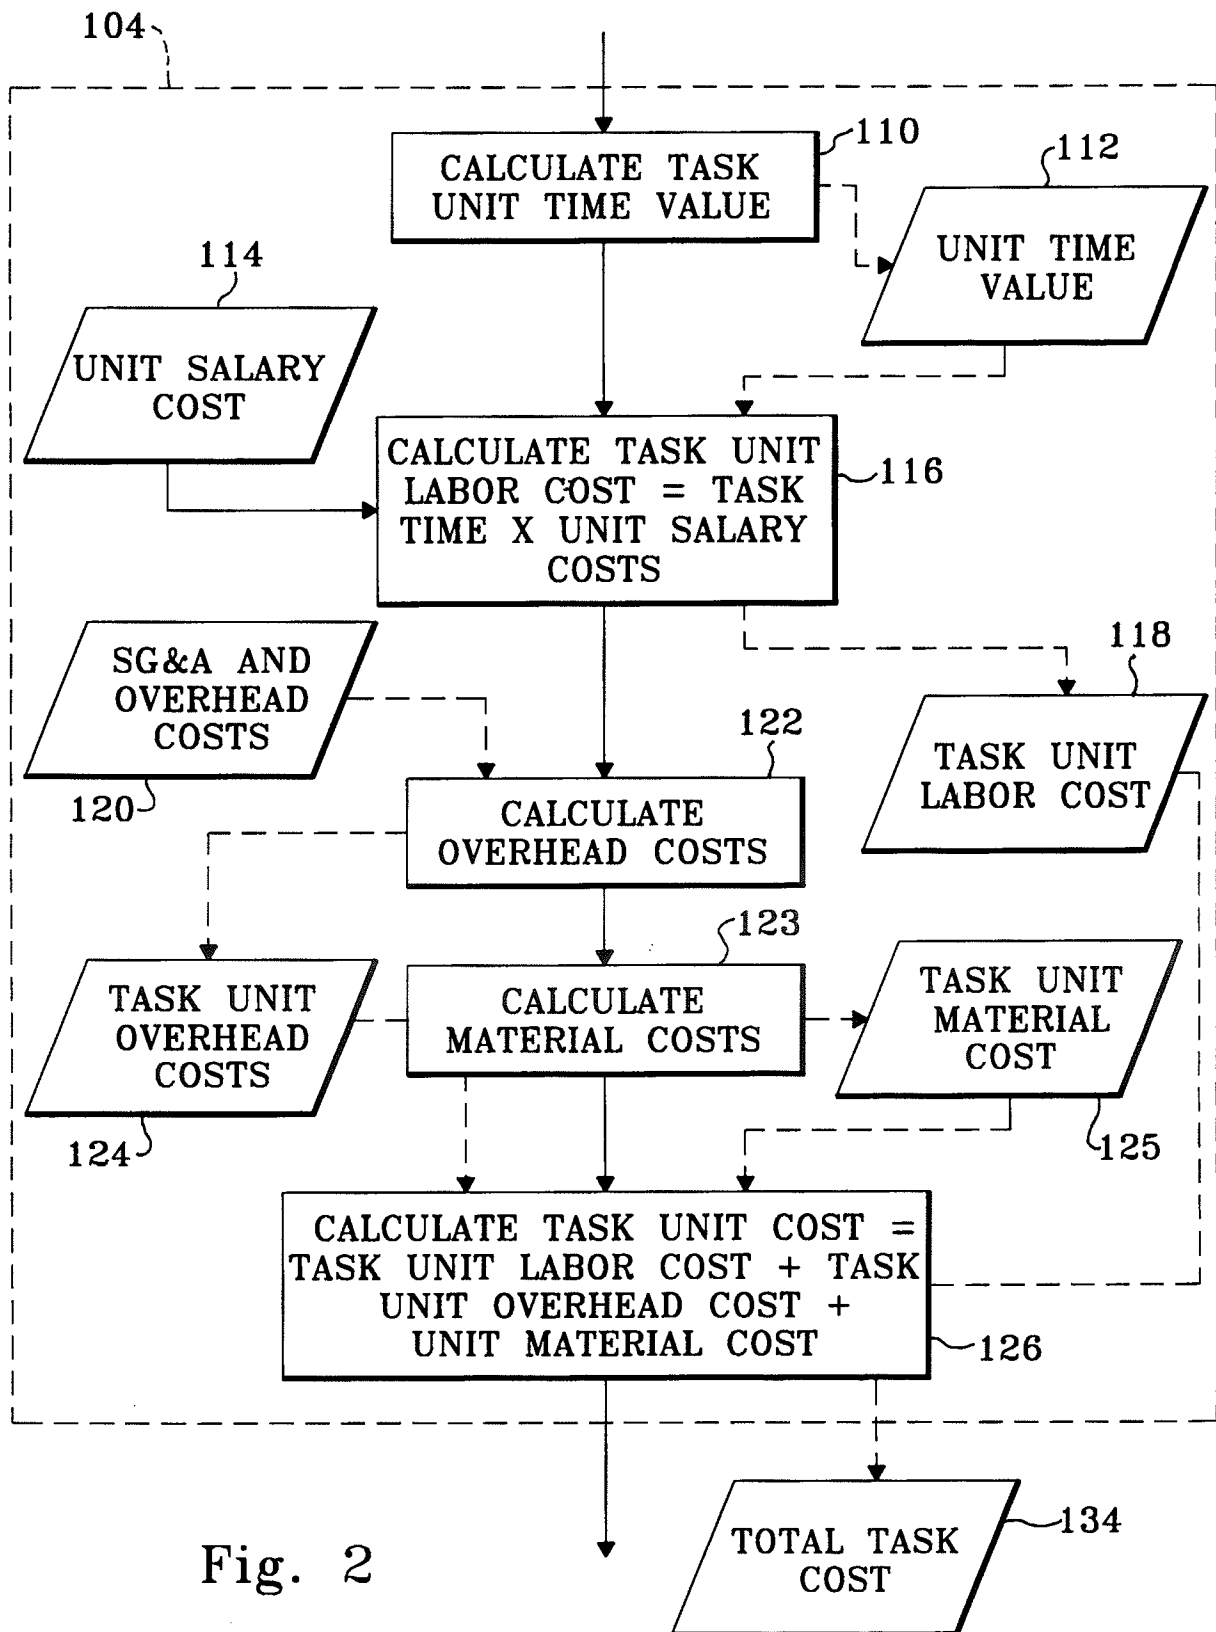 104
110
CALCULATE TASK
UNIT TIME VALUE
112
UNIT TIME
VALUE
114
UNIT SALARY
COST
CALCULATE TASK UNIT
LABOR COST = TASK
TIME X UNIT SALARY
COSTS
116
SG&A AND
OVERHEAD
COSTS
120
118
TASK UNIT
LABOR COST
122
CALCULATE
OVERHEAD COSTS
123
CALCULATE
MATERIAL COSTS
TASK UNIT
OVERHEAD
COSTS
124
TASK UNIT
MATERIAL
COST
125
CALCULATE TASK UNIT COST =
TASK UNIT LABOR COST + TASK
UNIT OVERHEAD COST +
UNIT MATERIAL COST
126
TOTAL TASK
COST
134
Fig. 2